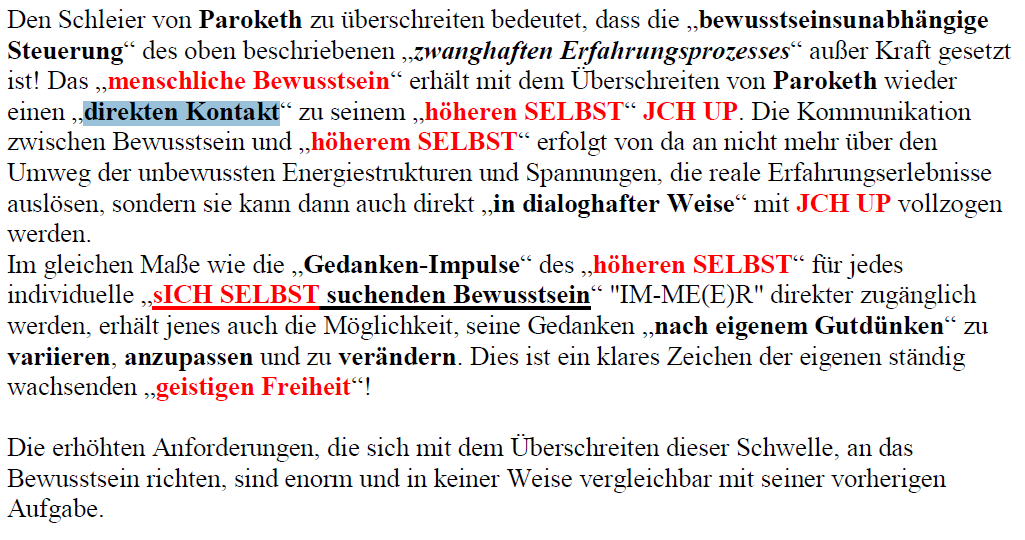 Den Schleier von Paroketh zu überschreiten bedeutet, dass die „bewusstseinsunabhängige
Steuerung“ des oben beschriebenen „zwanghaften Erfahrungsprozesses“ außer Kraft gesetzt
ist! Das „menschliche Bewusstsein“ erhält mit dem Überschreiten von Paroketh wieder
einen „direkten Kontakt“ zu seinem „höheren SELBST“ JCH UP. Die Kommunikation
zwischen Bewusstsein und „höherem SELBST“ erfolgt von da an nicht mehr über den
Umweg der unbewussten Energiestrukturen und Spannungen, die reale Erfahrungserlebnisse
auslösen, sondern sie kann dann auch direkt „in dialoghafter Weise“ mit JCH UP vollzogen
werden.
Im gleichen Maße wie die „Gedanken-Impulse“ des „höheren SELBST“ für jedes
individuelle „sICH SELBST suchenden Bewusstsein“ "IM-ME(E)R" direkter zugänglich
werden, erhält jenes auch die Möglichkeit, seine Gedanken „nach eigenem Gutdünken“ zu
variieren, anzupassen und zu verändern. Dies ist ein klares Zeichen der eigenen ständig
wachsenden „geistigen Freiheit“!
Die erhöhten Anforderungen, die sich mit dem Überschreiten dieser Schwelle, an das
Bewusstsein richten, sind enorm und in keiner Weise vergleichbar mit seiner vorherigen
Aufgabe.